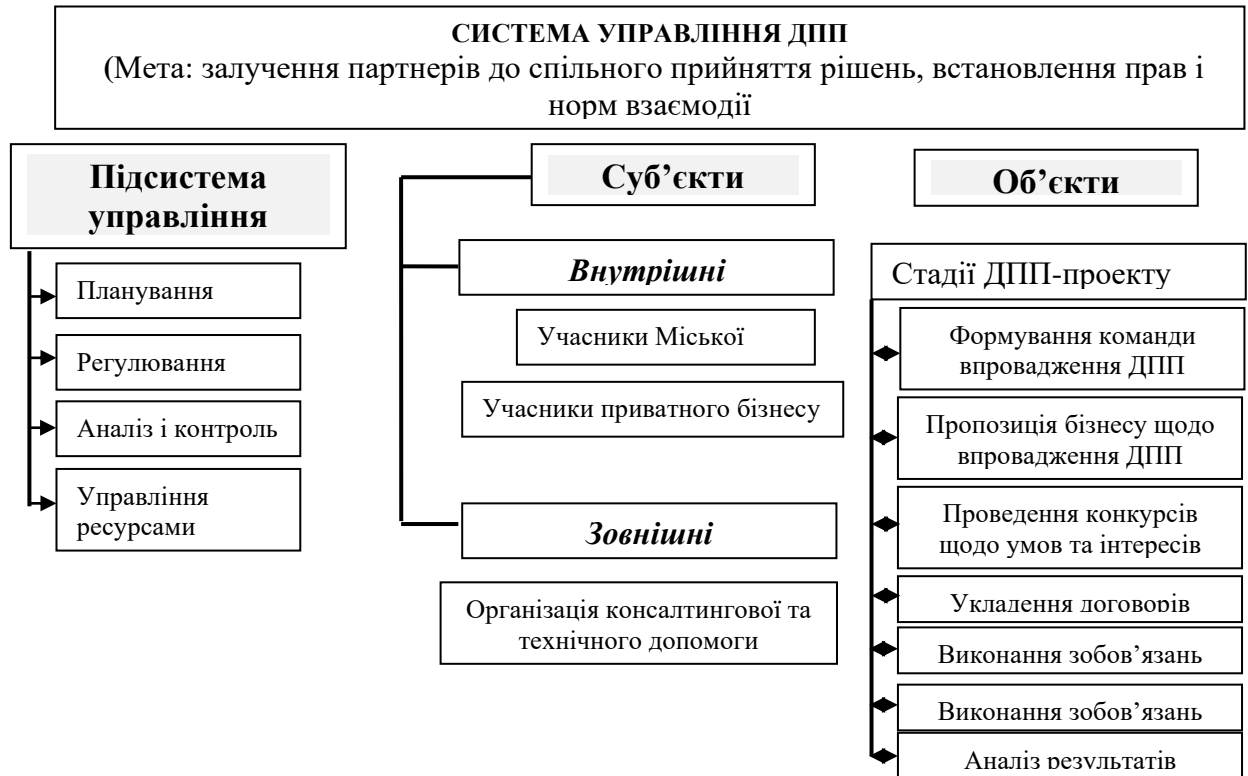 СИСТЕМА УПРАВЛІННЯ ДПП
(Мета: залучення партнерів до спільного прийняття рішень, встановлення прав і
норм взаємодії
Підсистема
управління
Планування
Регулювання
Аналіз і контроль
Управління
ресурсами
Суб’єкти
Внутрішні
Учасники Міської
Учасники приватного бізнесу
Зовнішні
Організація консалтингової та
технічного допомоги
Об’єкти
Стадії ДПП-проекту
Формування команди
впровадження ДПП
Пропозиція бізнесу щодо
впровадження ДПП
Проведення конкурсів
щодо умов та інтересів
Укладення договорів
Виконання зобов’язань
Виконання зобов’язань
Аналіз результатів